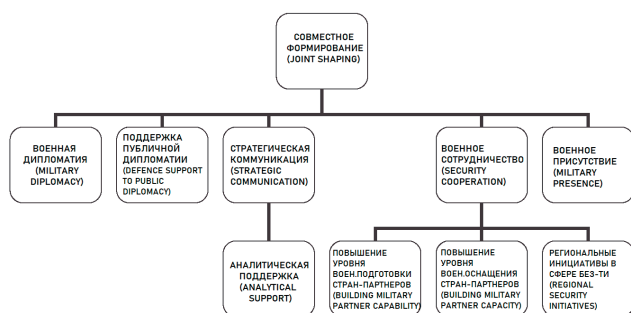 СОВМЕСТНОЕ
ФОРМИРОВАНИЕ
(JOINT SHAPING)
ВОЕННАЯ
ДИПЛОМАТИЯ
(MILITARY
DIPLOMACY)
ПОДДЕРЖКА
ПУБЛИЧНОЙ
ДИПЛОМАТИИ
(DEFENCE SUPPORT
TO PUBLIC
DIPLOMACY)
СТРАТЕГИЧЕСКАЯ
КОММУНИКАЦИЯ
(STRATEGIC
COMMUNICATION)
ВОЕННОЕ
СОТРУДНИЧЕСТВО
(SECURITY
COOPERATION)
ВОЕННОЕ
ПРИСУТСТВИЕ
(MILITARY
PRESENCE)
АНАЛИТИЧЕСКАЯ
ПОДДЕРЖКА
(ANALYTICAL
SUPPORT)
ПОВЫШЕНИЕ
УРОВНЯ
ВОЕН.ПОДГОТОВКИ
СТРАН-ПАРТНЕРОВ
(BUILDING MILITARY
PARTNER CAPABILITY)
ПОВЫШЕНИЕ
УРОВНЯ
ВОЕН.ОСНАЩЕНИЯ
СТРАН-ПАРТНЕРОВ
(BUILDING MILITARY
PARTNER CAPACITY)
РЕГИОНАЛЬНЫЕ
ИНИЦИАТИВЫ В
СФЕРЕ БЕЗ-ТИ
(REGIONAL
SECURITY
INITIATIVES)